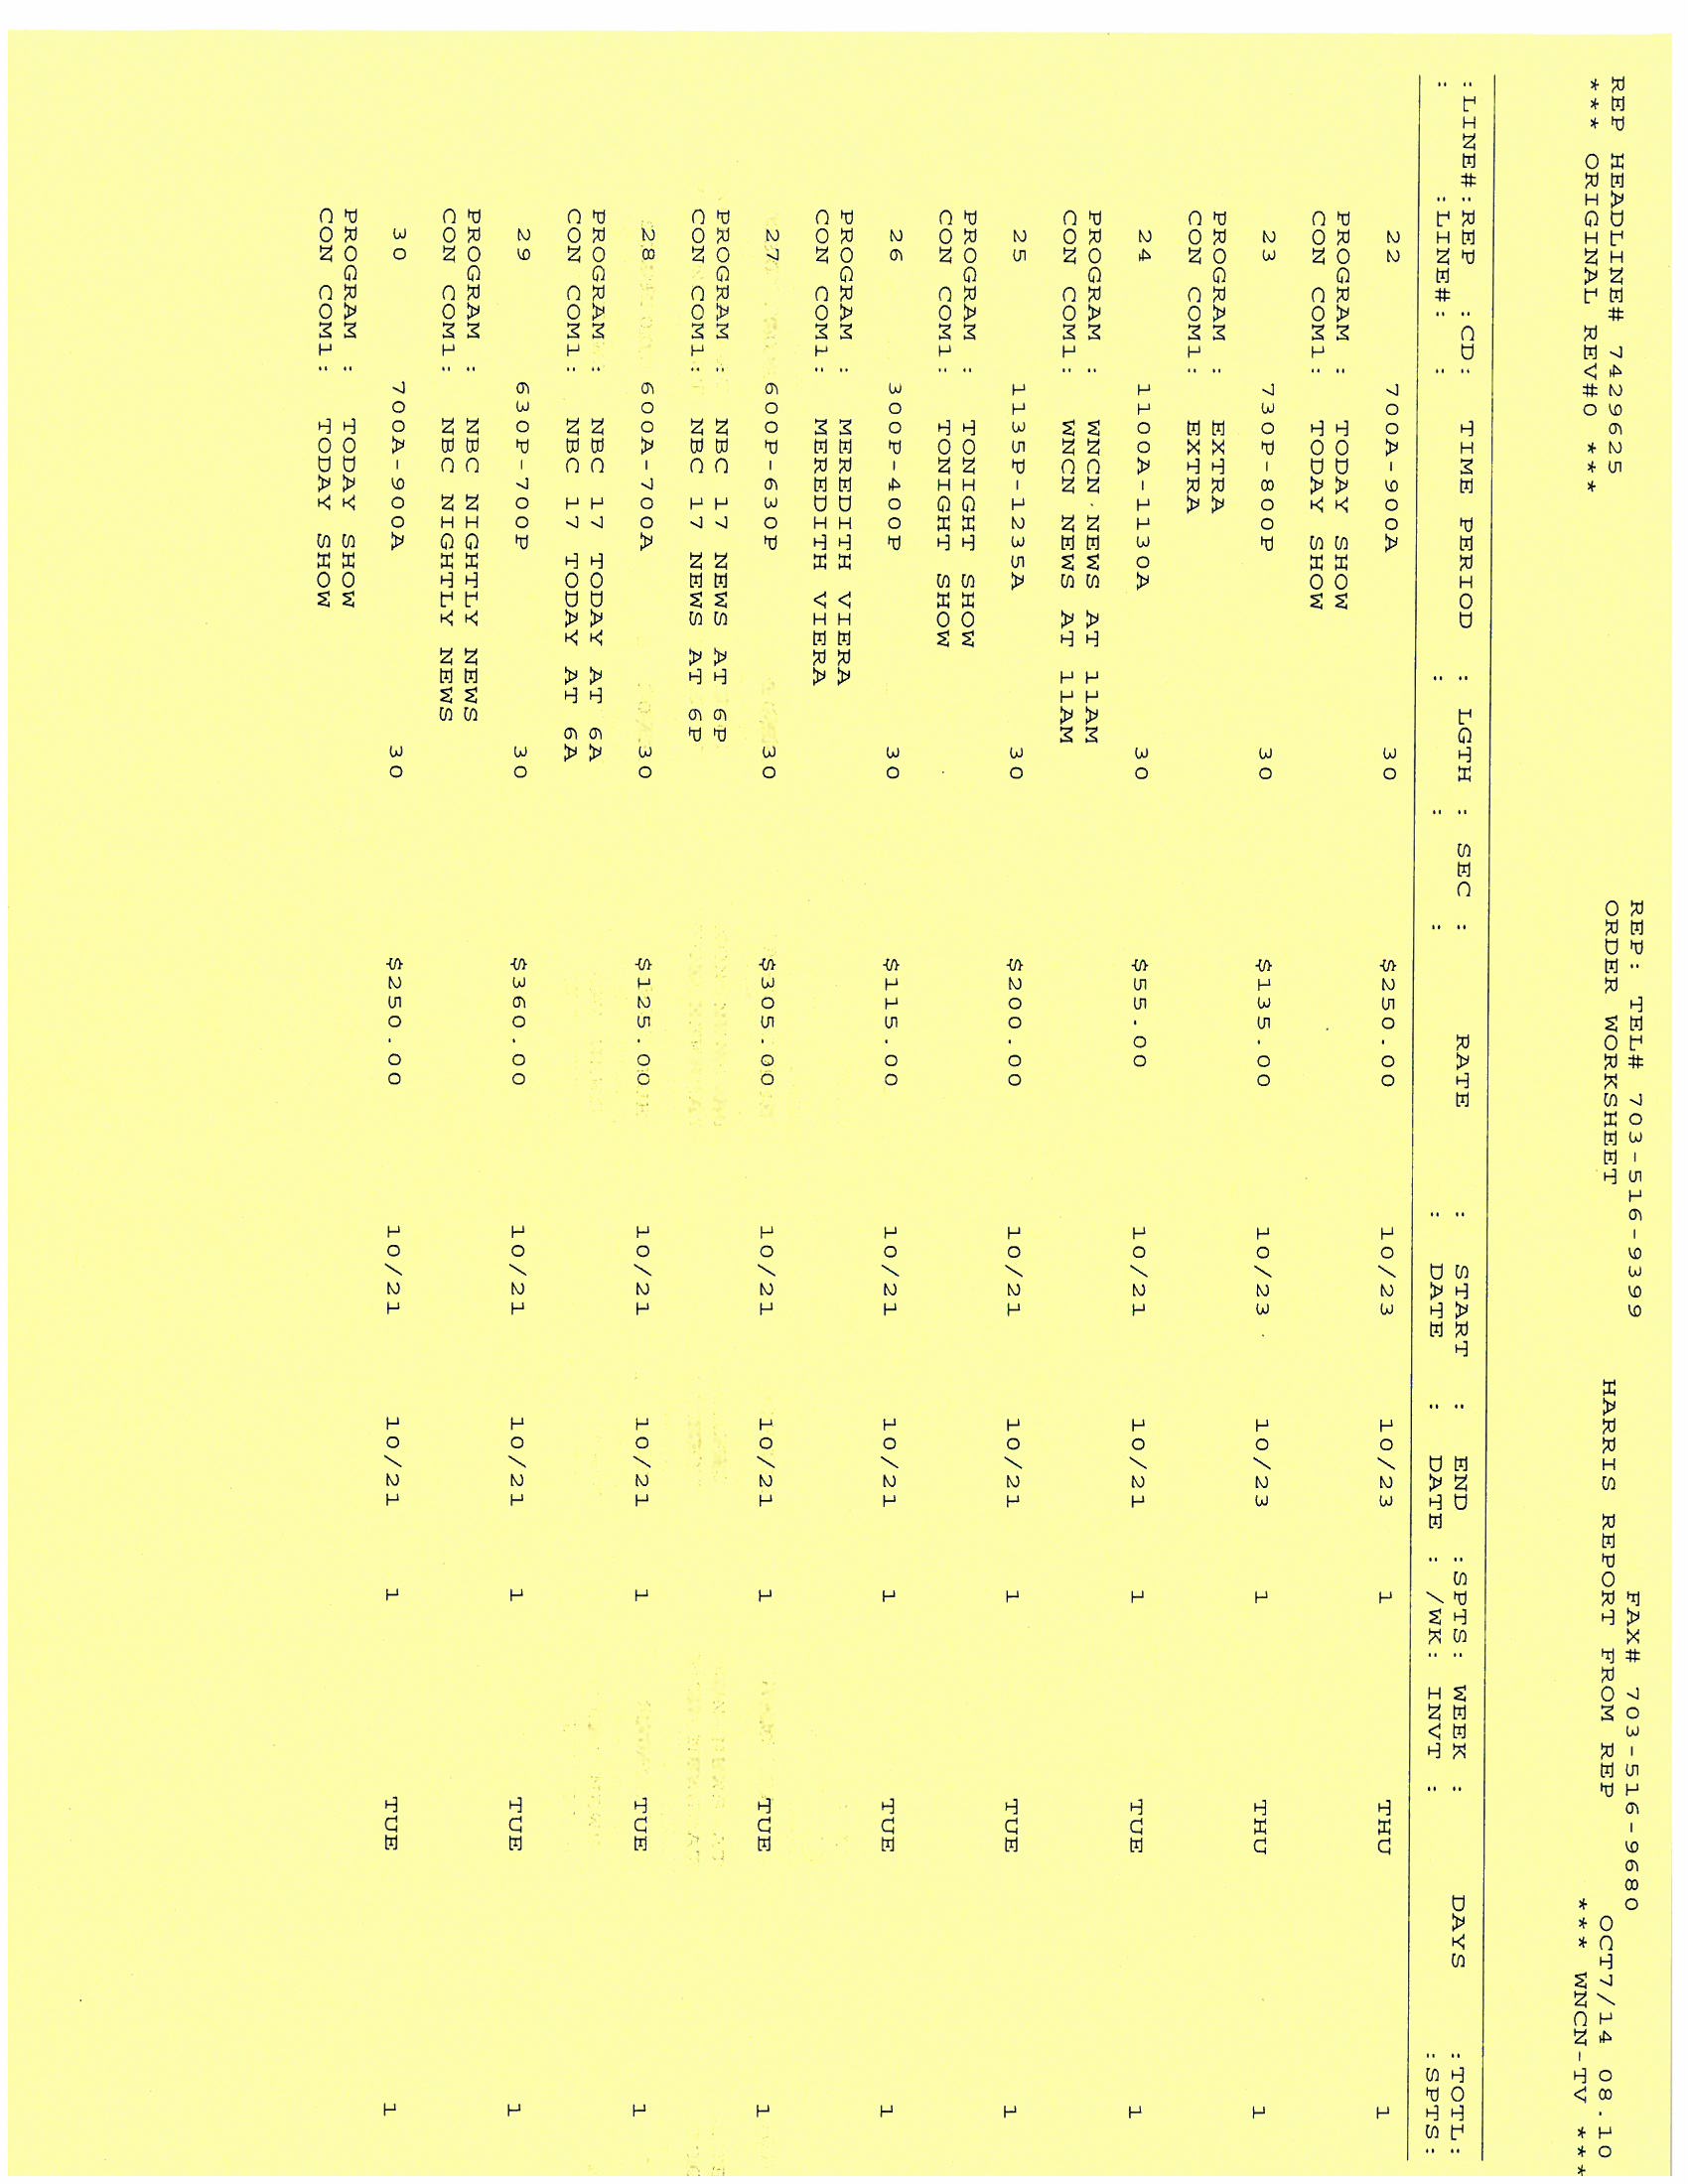 REP: TEL# 703-516-9399 FAX# 703-516-9680
REP HEADLINE# 7429625 ORDER WORKSHEET HARRIS REPORT FROM REP OCT7/14 08.10
*** ORIGINAL REV#0 *** *** WNCN-TV ***
:LINE#:REP :CD: TIME PERIOD : LGTH : SEC : RATE : START : END :SPTS: WEEK : DAYS :TOTL:
: :LINE#: : : : : : DATE : DATE : /WK: INVT : :SPTS:
22 700A-900A 30 $250.00 10/23 10/23 1 THU 1
PROGRAM : TODAY SHOW
CON COM1: TODAY SHOW
23 730P-800P 30 $135.00 10/23 10/23 1 THU 1
PROGRAM : EXTRA
CON COM1: EXTRA
24 1100A-1130A 30 $55.00 10/21 10/21 1 TUE 1
PROGRAM : WNCN NEWS AT 11AM
CON COM1: WNCN NEWS AT 11AM
25 1135P-1235A 30 $200.00 10/21 10/21 1 TUE 1
PROGRAM : TONIGHT SHOW
CON COM1: TONIGHT SHOW
26 300P-400P 30 $115.00 10/21 10/21 1 TUE 1
PROGRAM : MEREDITH VIERA
CON COM1: MEREDITH VIERA
27 600P-630P 30 $305.00 10/21 10/21 1 TUE 1
PROGRAM : NBC 17 NEWS AT 6P
CON COM1: NBC 17 NEWS AT 6P
28 600A-700A 30 $125.00 10/21 10/21 1 TUE 1
PROGRAM : NBC 17 TODAY AT 6A
CON COM1: NBC 17 TODAY AT 6A
29 630P-700P 30 $360.00 10/21 10/21 1 TUE 1
PROGRAM : NBC NIGHTLY NEWS
CON COM1: NBC NIGHTLY NEWS
30 700A-900A 30 $250.00 10/21 10/21 1 TUE 1
PROGRAM : TODAY SHOW
CON COM1: TODAY SHOW